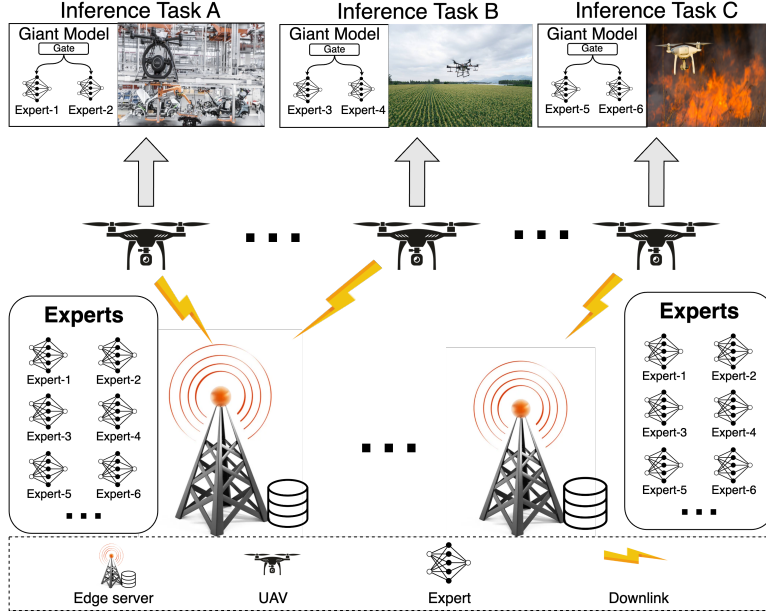 Inference Task A
Inference Task B
Inference Task C
Giant Model
Gate
Expert-1
Expert-2
Giant Model
Gate
Expert-3
Expert-4
Giant Model
Gate
Expert-5
Expert-6
Experts
Expert-1
Expert-2
Expert-3
Expert-4
Expert-5
Expert-6
Experts
Expert-1
Expert-2
Expert-3
Expert-4
Expert-5
Expert-6
Edge server
UAV
Expert
Downlink